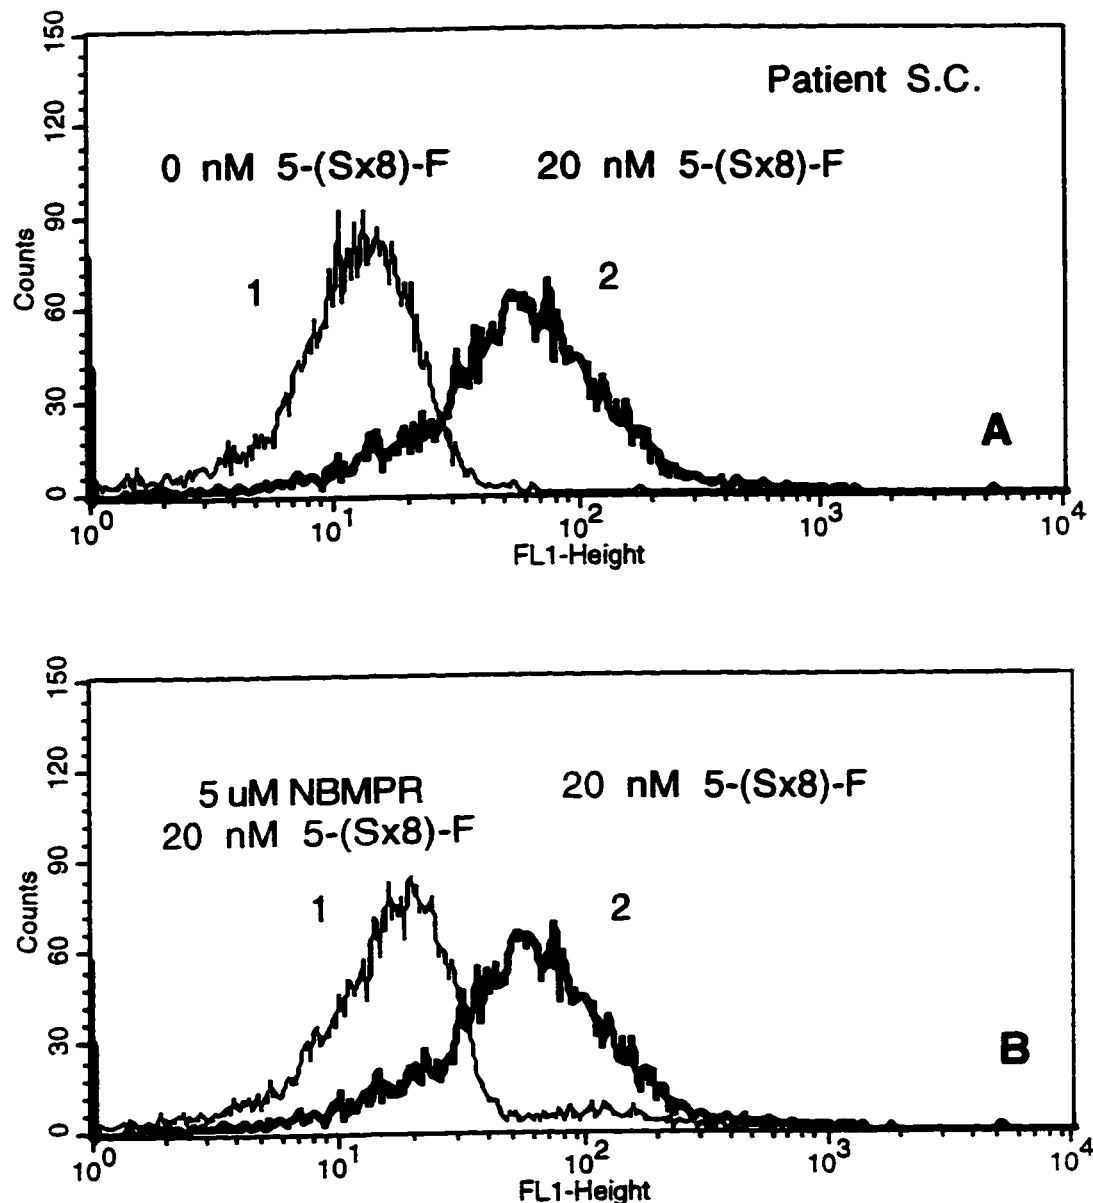 150
Patient S.C.
120
0 nM 5-(Sx8)-F 20 nM 5-(Sx8)-F
90
Counts
1 2
60
30
A
0
10^0 10^1 10^2 10^3 10^4
FL1-Height
150
120
5 uM NBMPR 20 nM 5-(Sx8)-F
20 nM 5-(Sx8)-F
90
Counts
1 2
60
30
B
0
10^0 10^1 10^2 10^3 10^4
FL1-Height